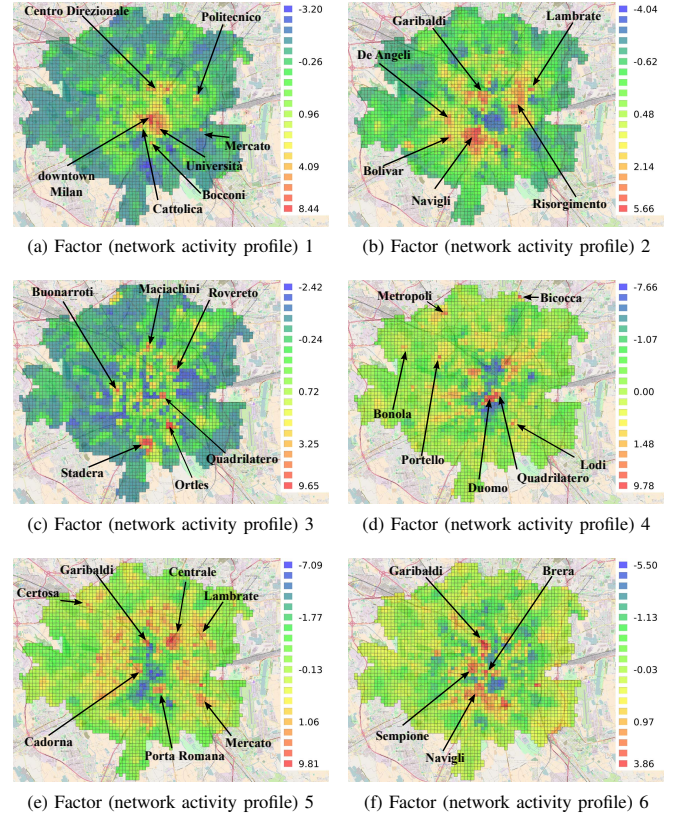 Centro Direzionale
Politecnico
Mercato
Università
downtown
Milan
Bocconi
Cattolica
-3.20
-0.26
0.96
4.09
8.44
(a) Factor (network activity profile) 1
Garibaldi
Lambrate
De Angeli
Bolivar
Navigli
Risorgimento
-4.04
-0.62
0.48
2.14
5.66
(b) Factor (network activity profile) 2
Buonarroti
Maciachini
Rovereto
Stadera
Quadrilatero
Ortles
-2.42
-0.24
0.72
3.25
9.65
(c) Factor (network activity profile) 3
Metropoli
Bicocca
Bonola
Portello
Lodi
Quadrilatero
Duomo
-7.66
-1.07
0.00
1.48
9.78
(d) Factor (network activity profile) 4
Garibaldi
Centrale
Certosa
Lambrate
Cadorna
Mercato
Porta Romana
-7.09
-1.77
-0.13
1.06
9.81
(e) Factor (network activity profile) 5
Garibaldi
Brera
Sempione
Navigli
-5.50
-1.13
-0.03
0.97
3.86
(f) Factor (network activity profile) 6